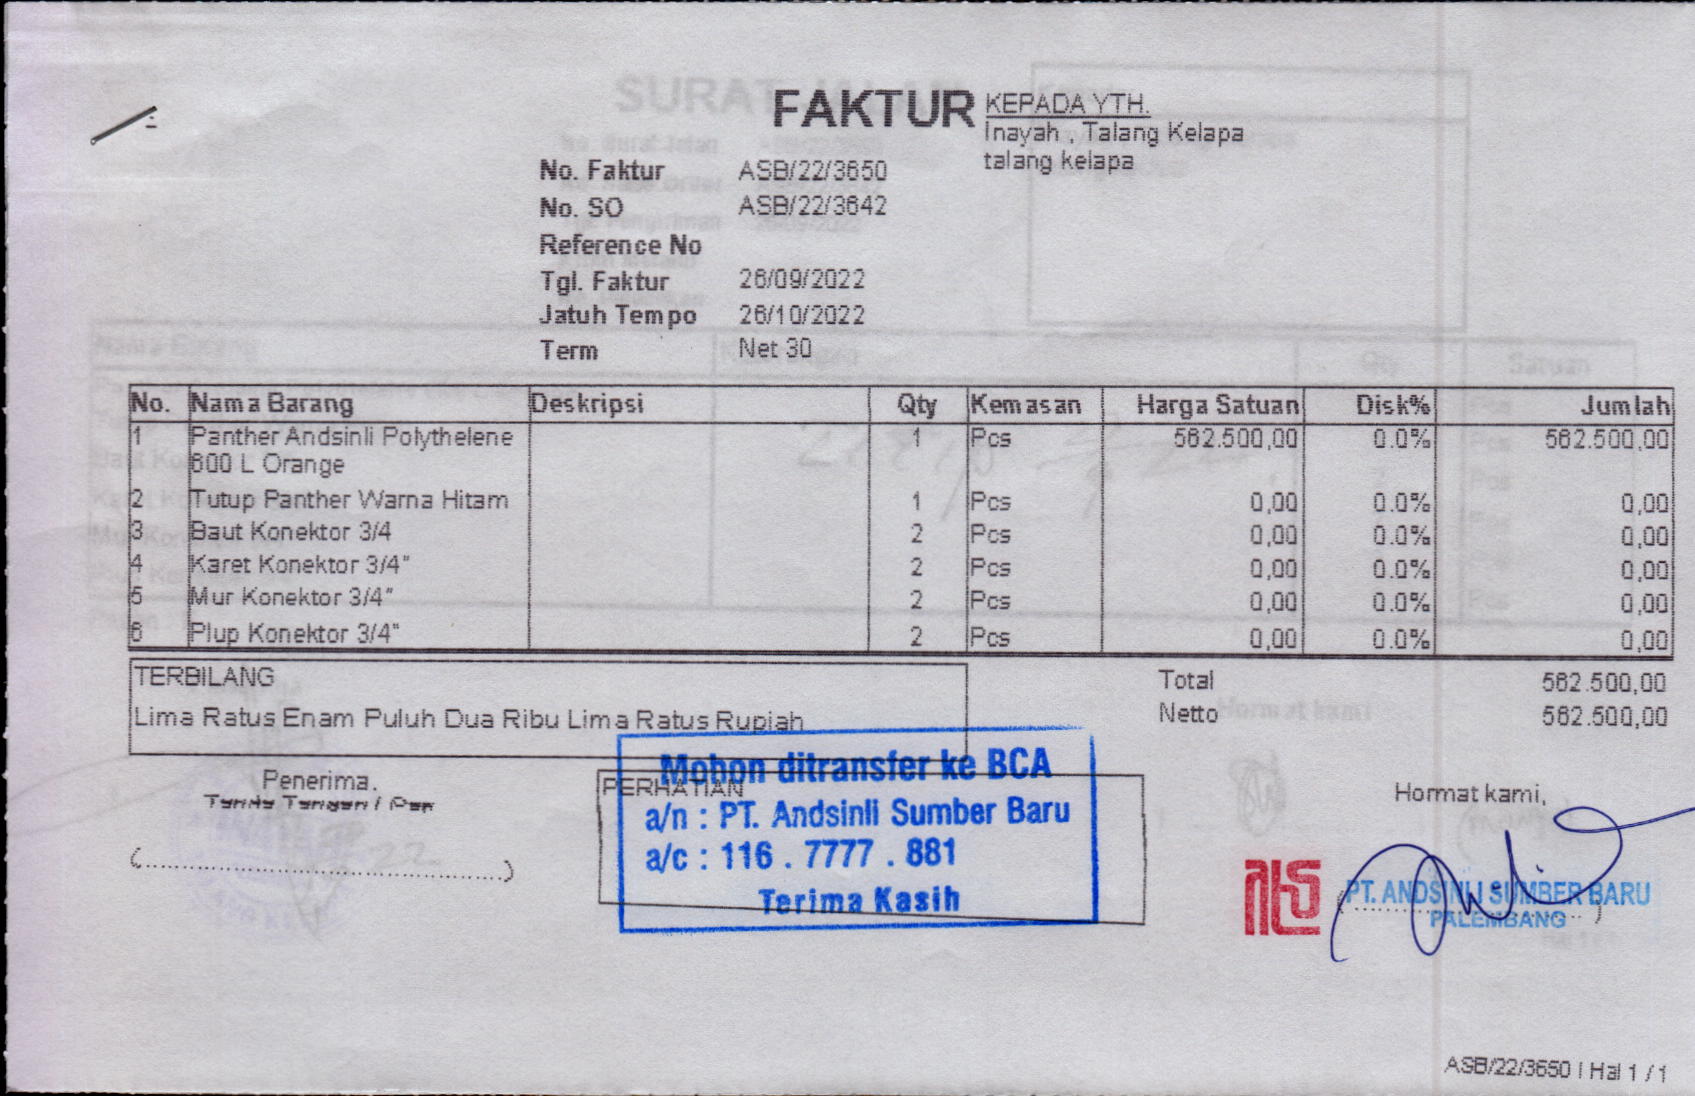 FAKTUR
KEPADA YTH.
Inayah , Talang Kelapa
talang kelapa
No. Faktur ASB/22/3650
No. SO ASB/22/3642
Reference No
Tgl. Faktur 26/09/2022
Jatuh Tempo 26/10/2022
Term Net 30
No. Nama Barang Deskripsi Qty Kemasan Harga Satuan Disk% Jumlah
1 Panther Andsinli Polythelene 1 Pcs 562.500,00 0.0% 562.500,00
600 L Orange
2 Tutup Panther Warna Hitam 1 Pcs 0,00 0.0% 0,00
3 Baut Konektor 3/4 2 Pcs 0,00 0.0% 0,00
4 Karet Konektor 3/4" 2 Pcs 0,00 0.0% 0,00
5 Mur Konektor 3/4" 2 Pcs 0,00 0.0% 0,00
6 Plup Konektor 3/4" 2 Pcs 0,00 0.0% 0,00
TERBILANG
Lima Ratus Enam Puluh Dua Ribu Lima Ratus Rupiah
Total 562.500,00
Netto 562.500,00
Penerima.
Tanda Tangan / Cap
PERHATIAN
Mohon ditransfer ke BCA
a/n : PT. Andsinli Sumber Baru
a/c : 116 . 7777 . 881
Terima Kasih
Hormat kami,
PT. ANDSINLI SUMBER BARU
PALEMBANG
ASB/22/3650 | Hal 1 / 1